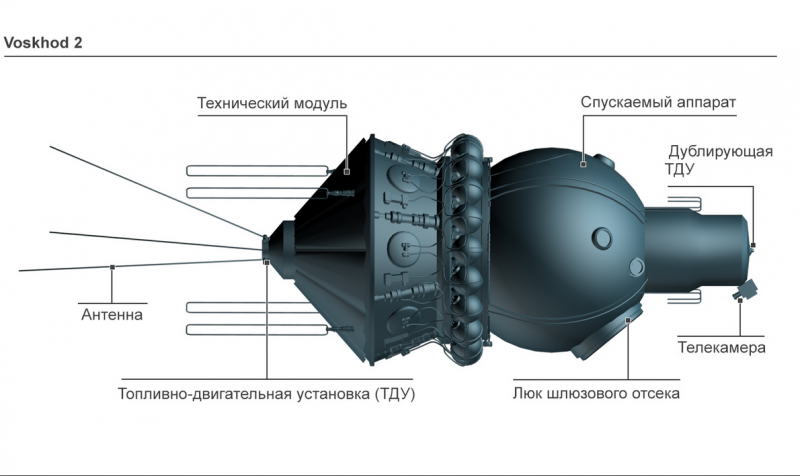 Voskhod 2
Технический модуль
Спускаемый аппарат
Дублирующая
ТДУ
Антенна
Телекамера
Топливно-двигательная установка (ТДУ)
Люк шлюзового отсека